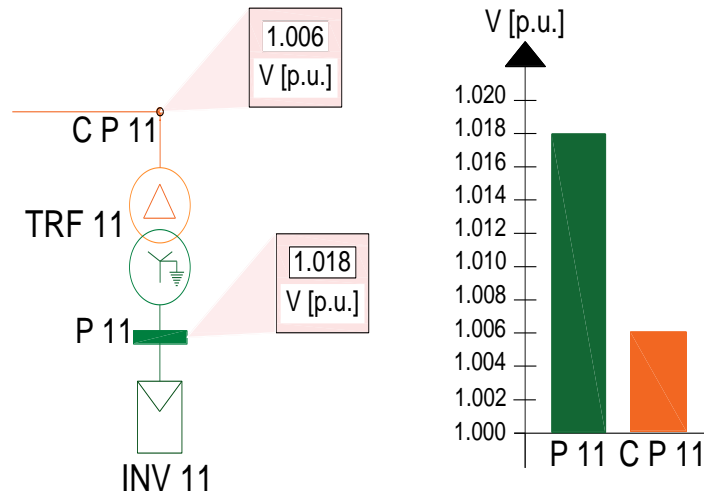 1.006
V [p.u.]
C P 11
TRF 11
1.018
V [p.u.]
P 11
INV 11
V [p.u.]
1.020
1.018
1.016
1.014
1.012
1.010
1.008
1.006
1.004
1.002
1.000
P 11
C P 11